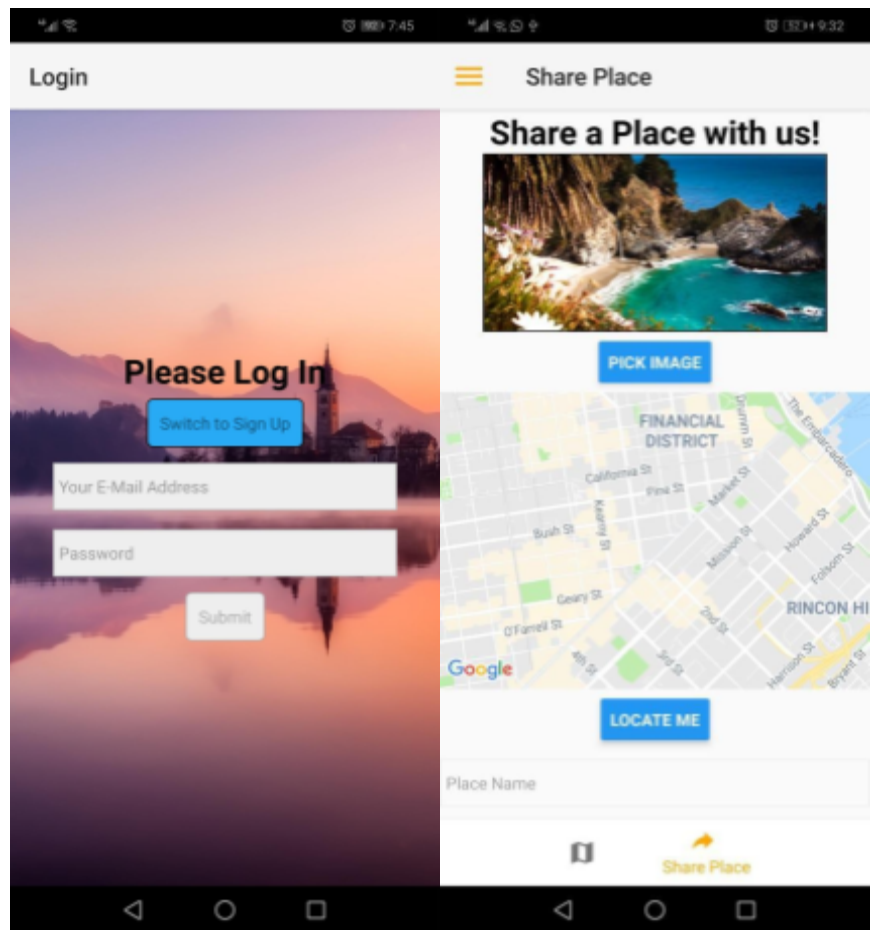 7:45
Login
Please Log In
Switch to Sign Up
Your E-Mail Address
Password
Submit
9:32
Share Place
Share a Place with us!
PICK IMAGE
FINANCIAL
DISTRICT
Drumm St
The Embarcadero
California St
Pine St
Market St
Kearny St
Bush St
Howard St
Mission St
Folsom St
Geary St
2nd St
RINCON HI
O'Farrell St
4th St
3rd St
Harrison St
Bryant St
Google
LOCATE ME
Place Name
Share Place